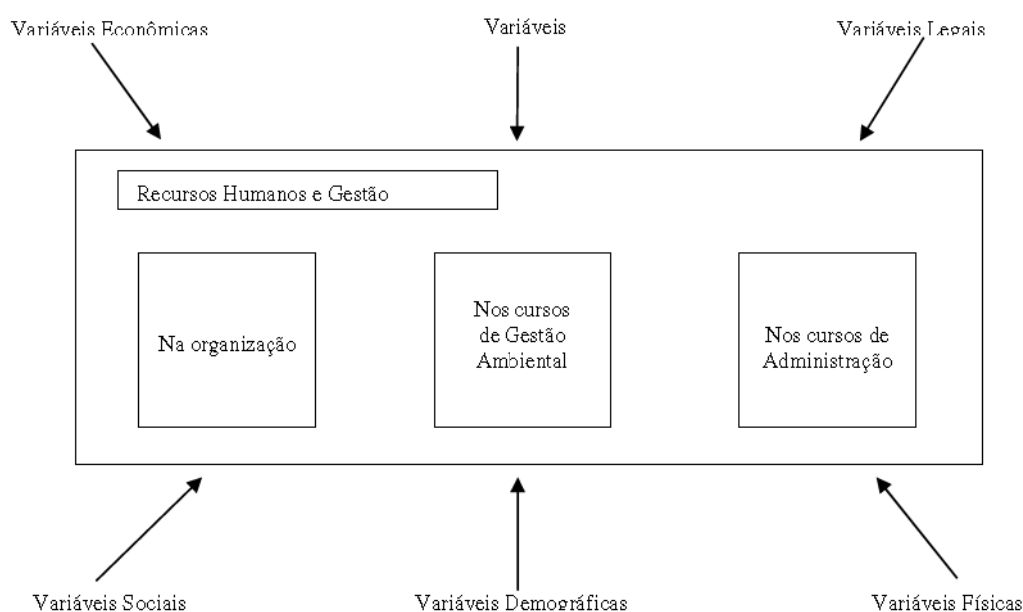 Variáveis Econômicas
Variáveis
Variáveis Legais
Recursos Humanos e Gestão
Na organização
Nos cursos
de Gestão
Ambiental
Nos cursos de
Administração
Variáveis Sociais
Variáveis Demográficas
Variáveis Físicas